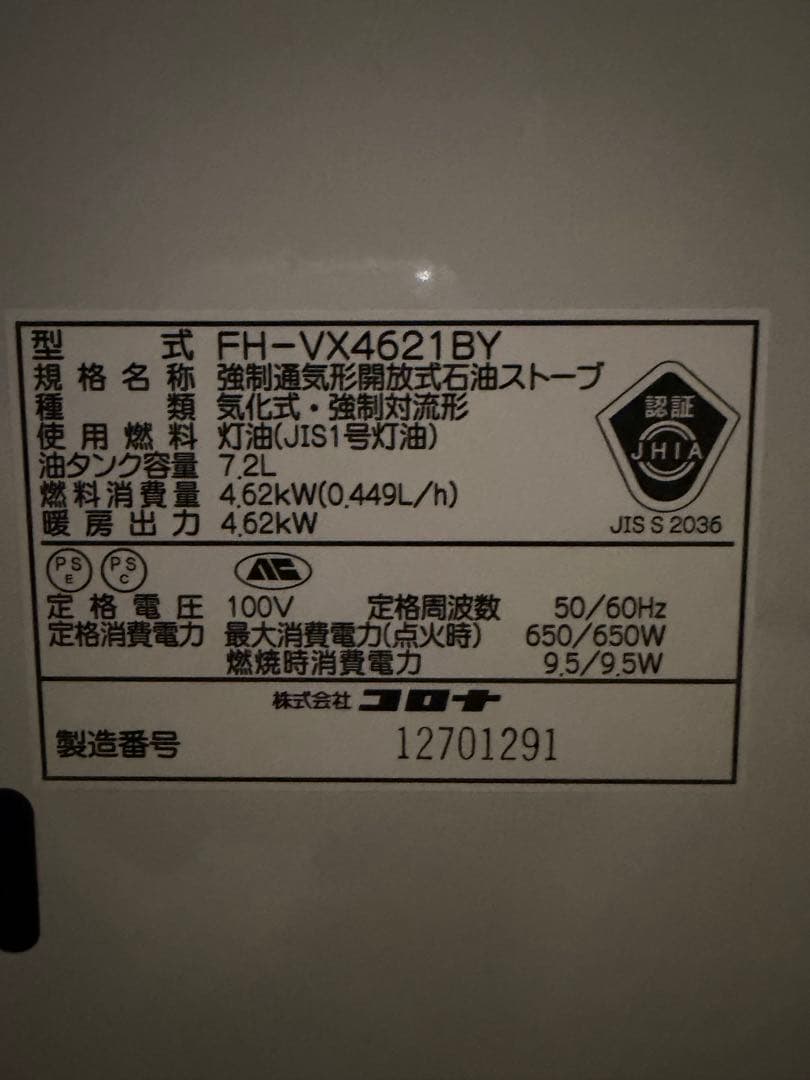 型式 FH-VX4621BY
規格名称 強制通気形開放式石油ストーブ
種類 気化式・強制対流形
使用燃料 灯油(JIS1号灯油)
油タンク容量 7.2L
燃料消費量 4.62kW(0.449L/h)
暖房出力 4.62kW
認証
JHIA
JIS S 2036
PS E PS C
定格電圧 100V 定格周波数 50/60Hz
定格消費電力 最大消費電力(点火時) 650/650W
燃焼時消費電力 9.5/9.5W
株式会社 コロナ
製造番号 12701291